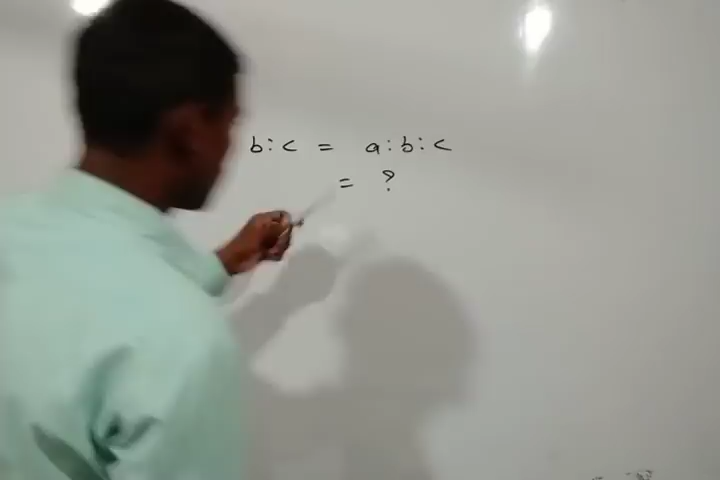 b:c = a:b:c
= ?